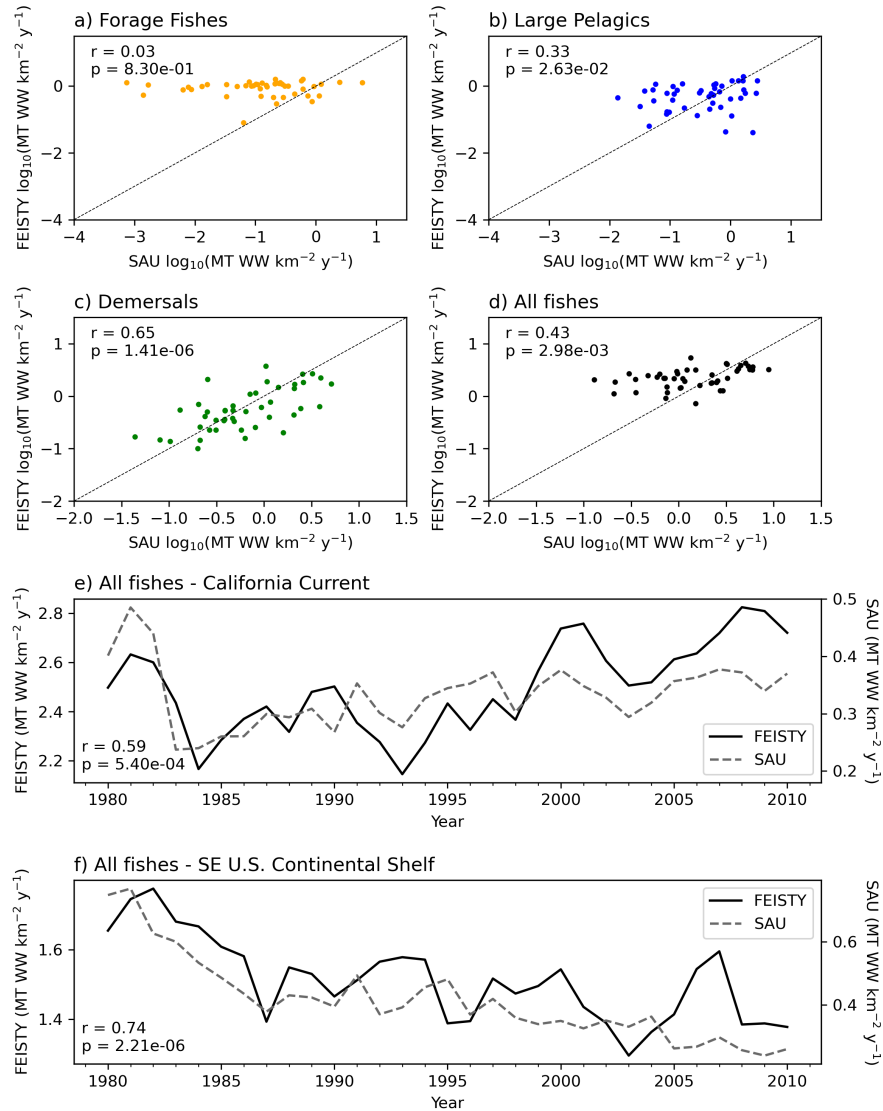 a) Forage Fishes
r = 0.03
p = 8.30e-01
FEISTY log₁₀(MT WW km⁻² y⁻¹)
0
−2
−4
−4 −3 −2 −1 0 1
SAU log₁₀(MT WW km⁻² y⁻¹)
b) Large Pelagics
r = 0.33
p = 2.63e-02
FEISTY log₁₀(MT WW km⁻² y⁻¹)
0
−2
−4
−4 −3 −2 −1 0 1
SAU log₁₀(MT WW km⁻² y⁻¹)
c) Demersals
r = 0.65
p = 1.41e-06
FEISTY log₁₀(MT WW km⁻² y⁻¹)
1
0
−1
−2
−2.0 −1.5 −1.0 −0.5 0.0 0.5 1.0 1.5
SAU log₁₀(MT WW km⁻² y⁻¹)
d) All fishes
r = 0.43
p = 2.98e-03
FEISTY log₁₀(MT WW km⁻² y⁻¹)
1
0
−1
−2
−2.0 −1.5 −1.0 −0.5 0.0 0.5 1.0 1.5
SAU log₁₀(MT WW km⁻² y⁻¹)
e) All fishes - California Current
FEISTY (MT WW km⁻² y⁻¹)
2.8
2.6
2.4
2.2
r = 0.59
p = 5.40e-04
FEISTY
SAU
0.5
0.4
0.3
0.2
SAU (MT WW km⁻² y⁻¹)
1980 1985 1990 1995 2000 2005 2010
Year
f) All fishes - SE U.S. Continental Shelf
FEISTY (MT WW km⁻² y⁻¹)
1.6
1.4
r = 0.74
p = 2.21e-06
FEISTY
SAU
0.6
0.4
SAU (MT WW km⁻² y⁻¹)
1980 1985 1990 1995 2000 2005 2010
Year